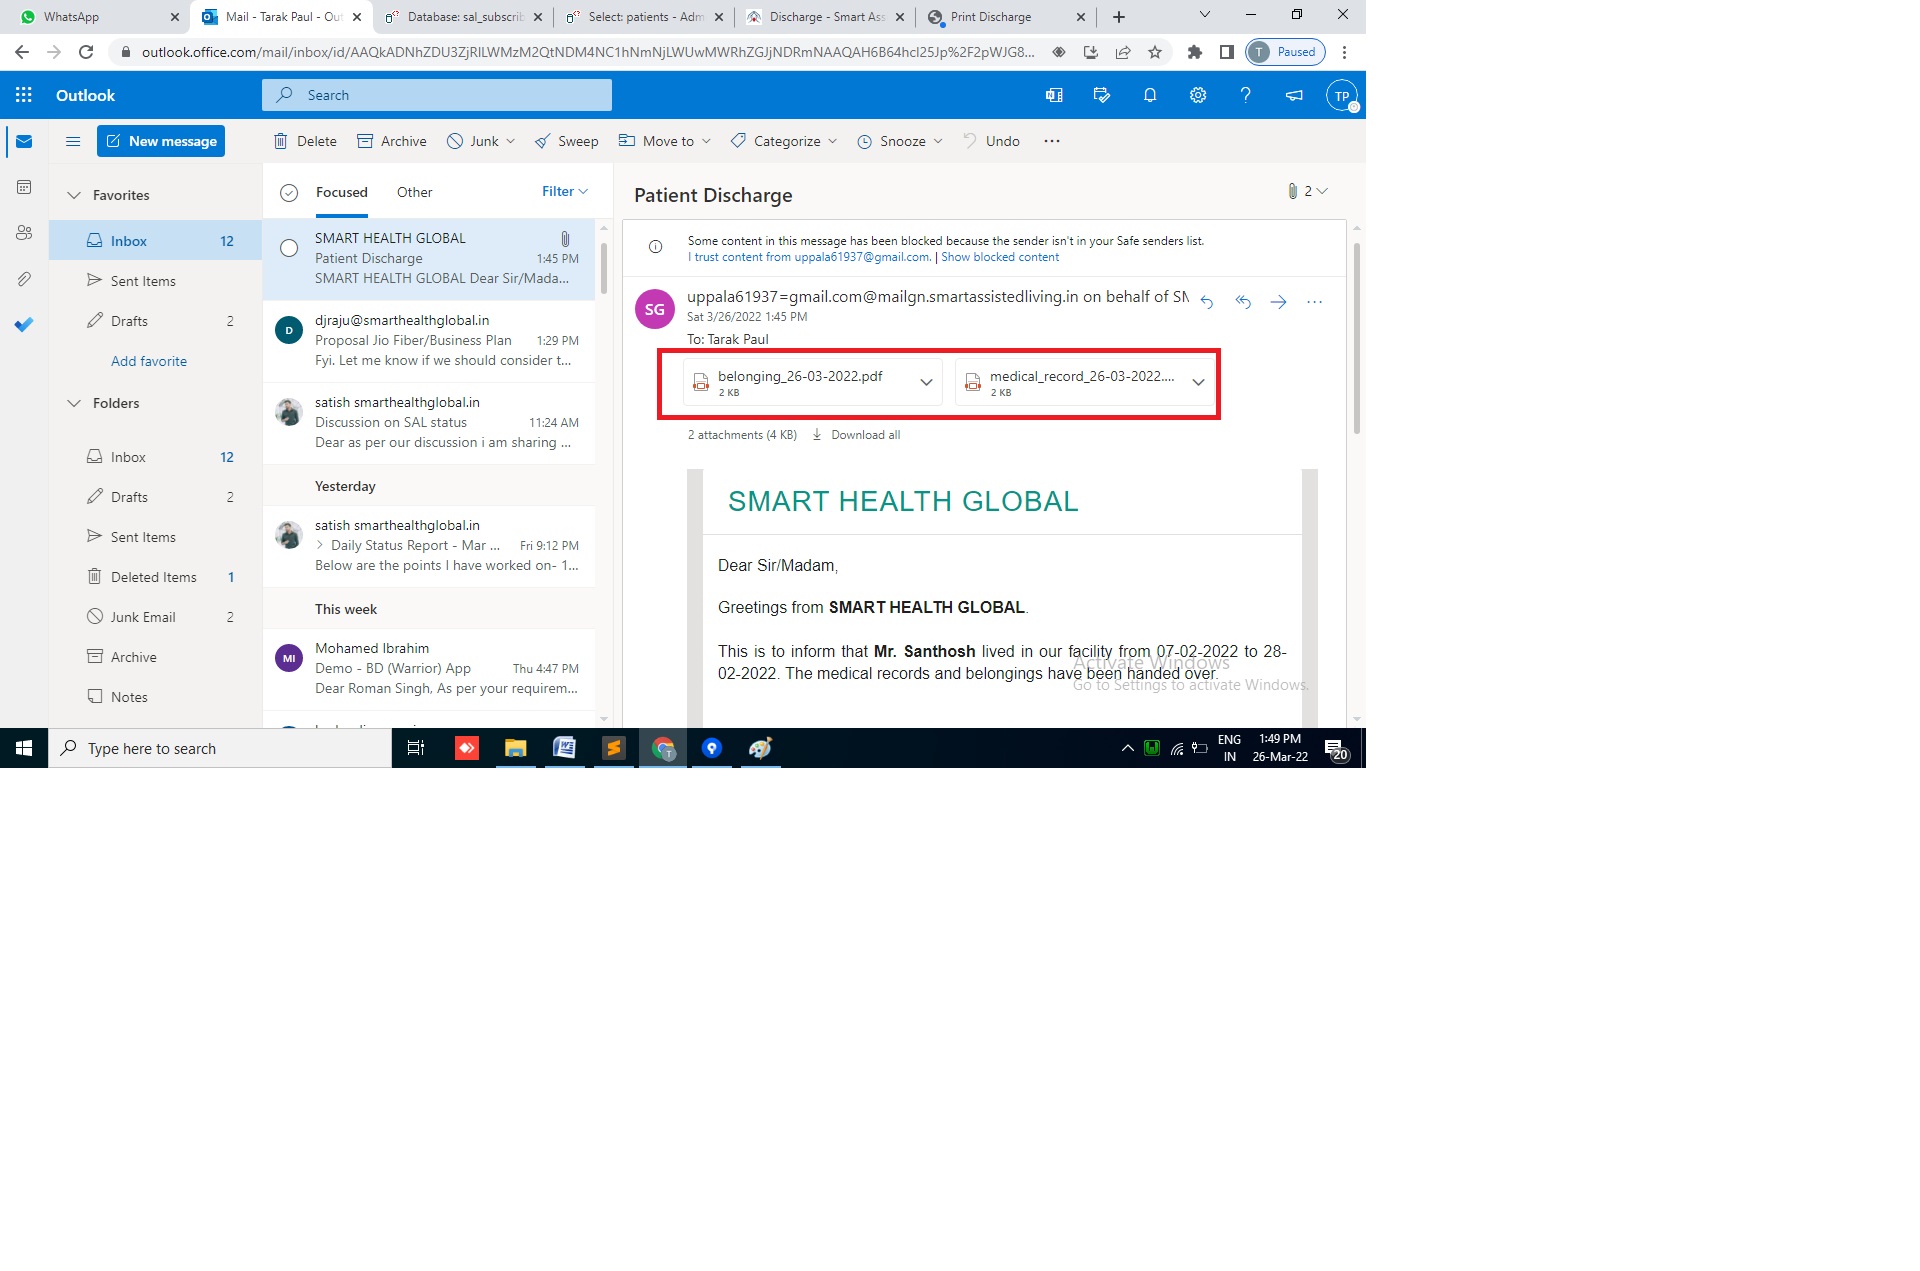 WhatsApp
Mail - Tarak Paul - Out
Database: sal_subscrib
Select: patients - Adm
Discharge - Smart Ass
Print Discharge
outlook.office.com/mail/inbox/id/
T Paused
Outlook
Search
TP
New message
Delete
Archive
Junk
Sweep
Move to
Categorize
Snooze
Undo
Favorites
Inbox 12
Sent Items
Drafts 2
Add favorite
Folders
Inbox 12
Drafts 2
Sent Items
Deleted Items 1
Junk Email 2
Archive
Notes
Focused
Other
Filter
SMART HEALTH GLOBAL
Patient Discharge 1:45 PM
SMART HEALTH GLOBAL Dear Sir/Mada...
D
djraju@smarthealthglobal.in
Proposal Jio Fiber/Business Plan 1:29 PM
Fyi. Let me know if we should consider t...
satish smarthealthglobal.in
Discussion on SAL status 11:24 AM
Dear as per our discussion i am sharing ...
Yesterday
satish smarthealthglobal.in
Daily Status Report - Mar ... Fri 9:12 PM
Below are the points I have worked on- 1...
This week
MI
Mohamed Ibrahim
Demo - BD (Warrior) App Thu 4:47 PM
Dear Roman Singh, As per your requirem...
Patient Discharge
2
Some content in this message has been blocked because the sender isn't in your Safe senders list.
I trust content from uppala61937@gmail.com. | Show blocked content
SG
uppala61937=gmail.com@mailgn.smartassistedliving.in on behalf of SM
Sat 3/26/2022 1:45 PM
To: Tarak Paul
belonging_26-03-2022.pdf
2 KB
medical_record_26-03-2022....
2 KB
2 attachments (4 KB) Download all
SMART HEALTH GLOBAL
Dear Sir/Madam,
Greetings from SMART HEALTH GLOBAL.
This is to inform that Mr. Santhosh lived in our facility from 07-02-2022 to 28-
02-2022. The medical records and belongings have been handed over.
Activate Windows
Go to Settings to activate Windows.
Type here to search
ENG
IN
1:49 PM
26-Mar-22
20